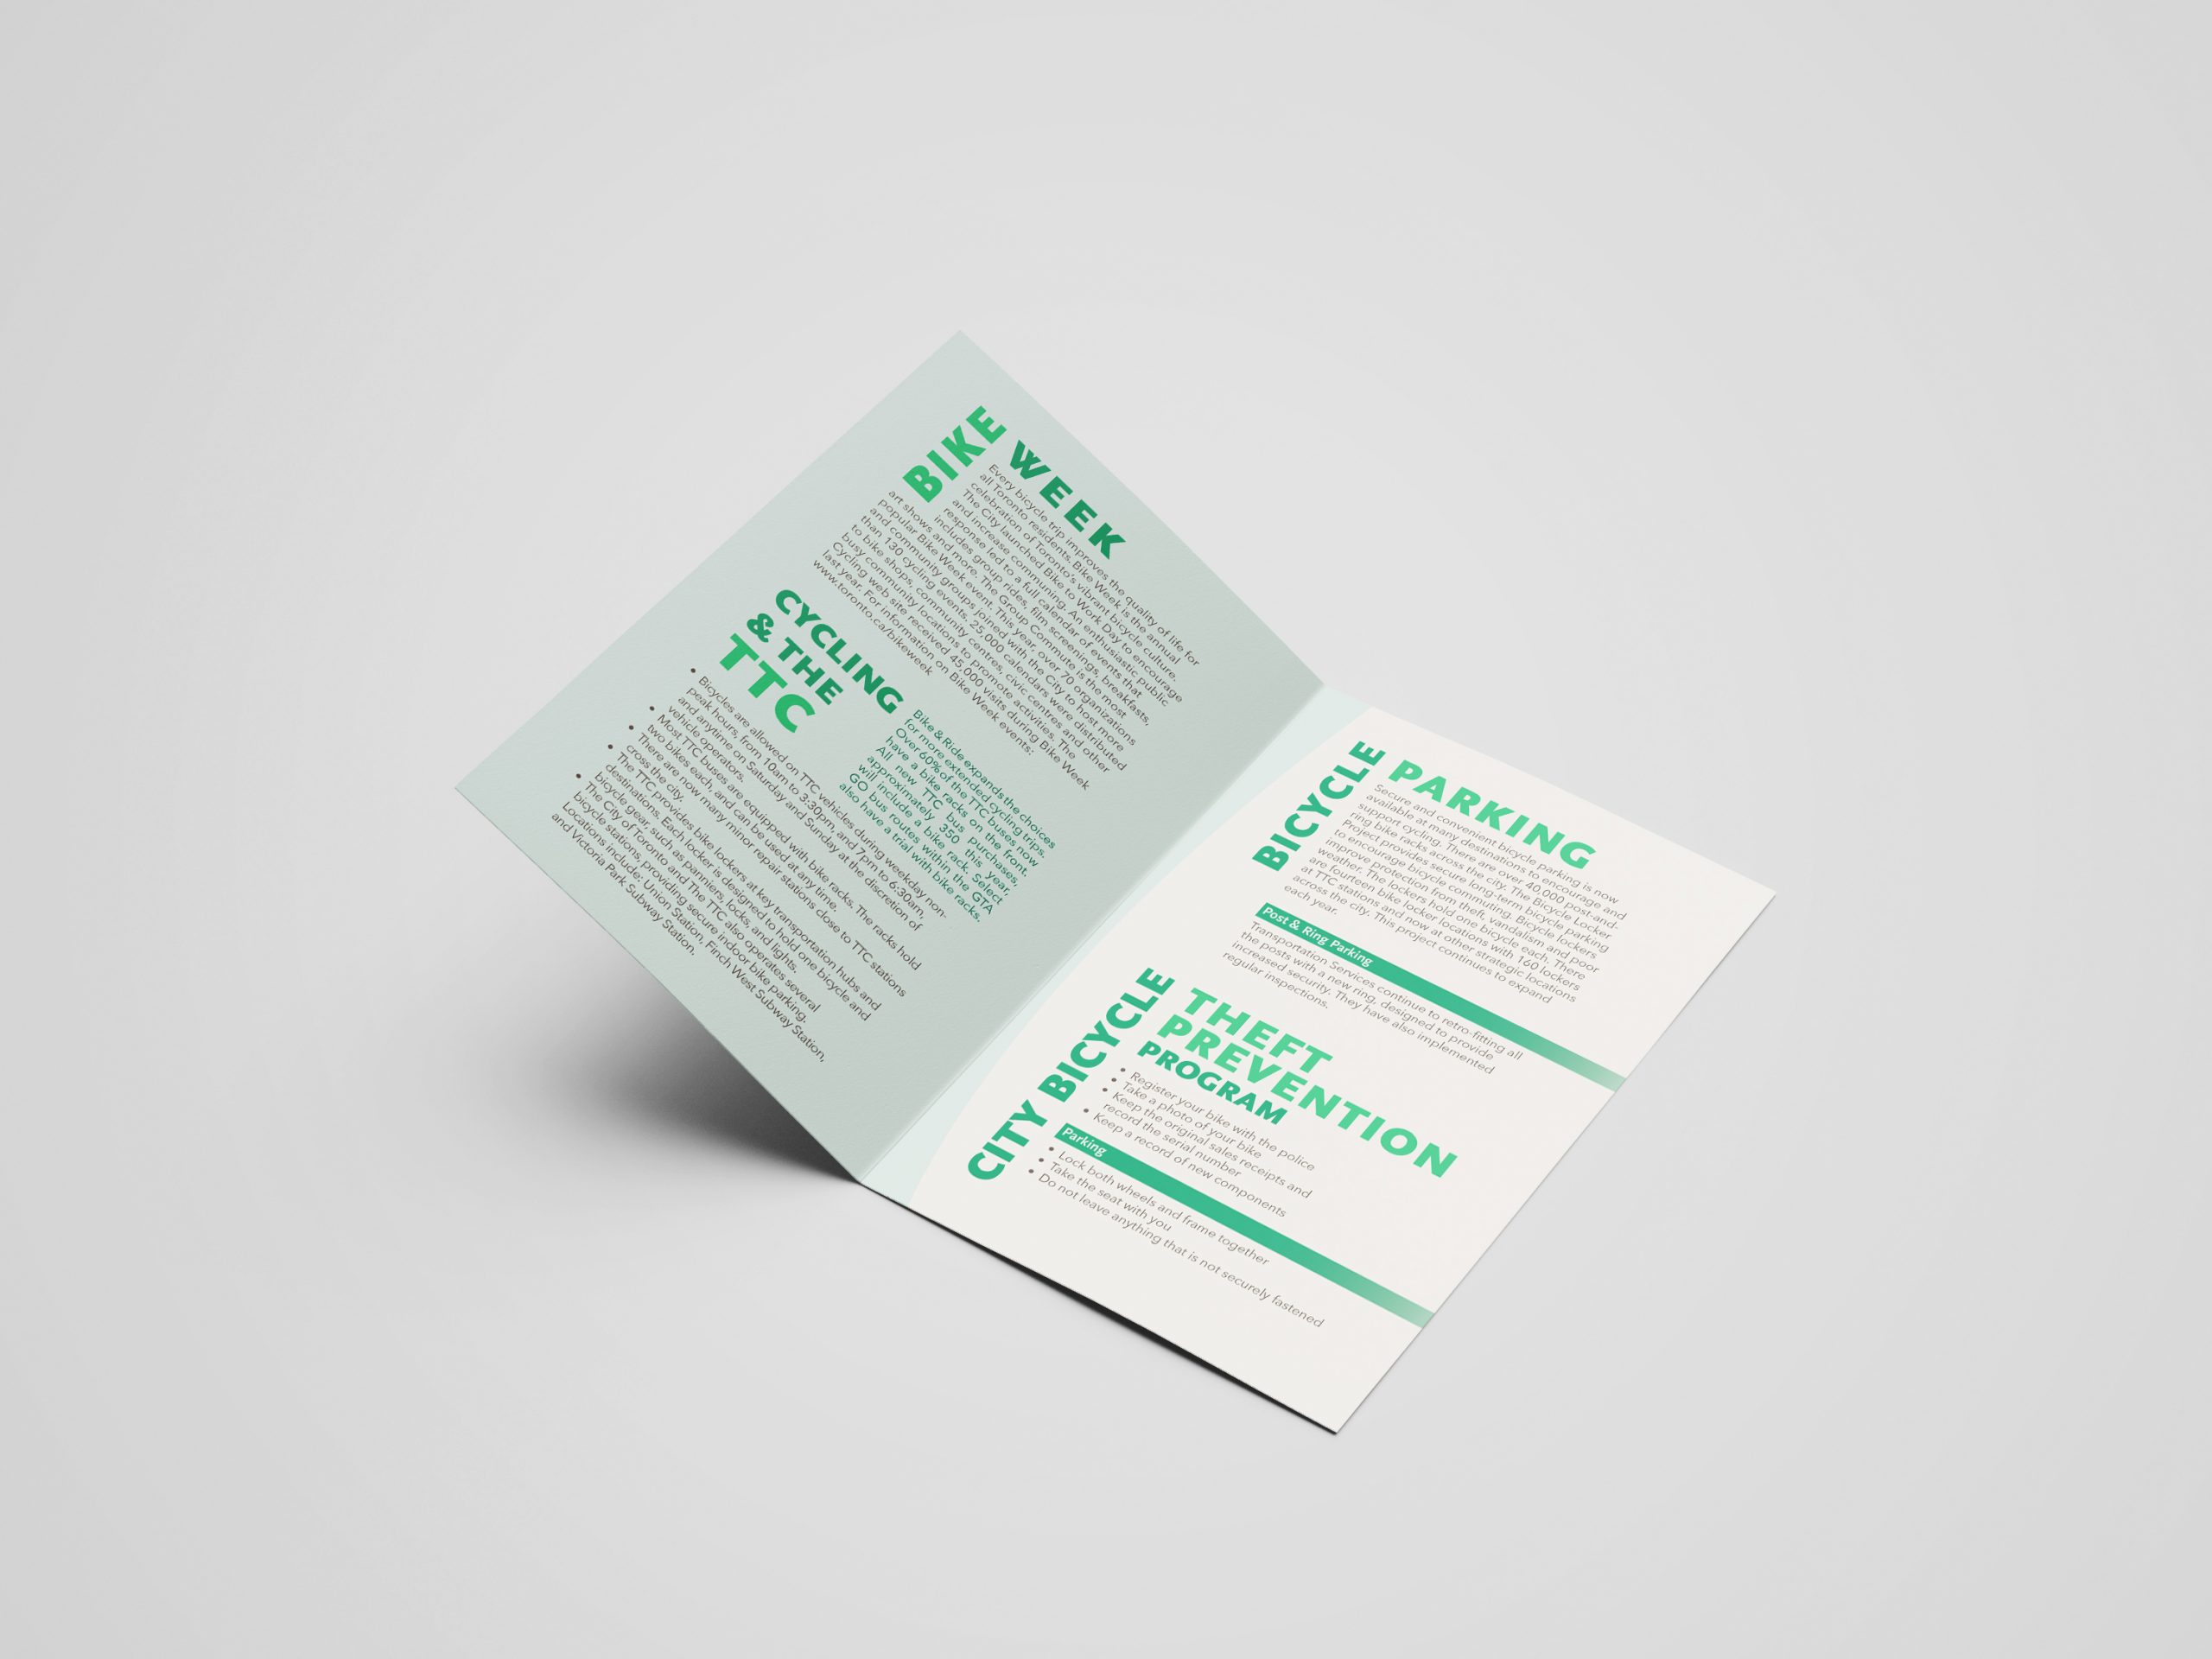 BIKE
WEEK
Every bicycle trip improves the quality of life for
all Toronto residents. Bike Week is the annual
celebration of Toronto's vibrant bicycle culture.
The City launched Bike to Work Day to encourage
and increase communing. An enthusiastic public
response led to a full calendar of events that
includes group rides, film screenings, breakfasts,
art shows and more. The Group Commute is the most
popular Bike Week event. This year, over 70 organizations
and community groups joined with the City to host more
than 130 cycling events, 25,000 calendars were distributed
to bike shops, community centres, civic centres and other
busy community locations to promote activities. The
Cycling web site received 45,000 visits during Bike Week
last year. For information on Bike Week events:
www.toronto.ca/bikeweek
CYCLING
& THE
TTC
Bike & Ride expands the choices
for more extended cycling trips.
Over 60% of the TTC buses now
have a bike racks on the front.
All new TTC bus purchases,
approximately 350 this year,
will include a bike rack. Select
GO bus routes within the GTA
also have a trial with bike racks.
• Bicycles are allowed on TTC vehicles during weekday non-
peak hours, from 10am to 3:30pm, and 7pm to 6:30am,
and anytime on Saturday and Sunday at the discretion of
vehicle operators.
• Most TTC buses are equipped with bike racks. The racks hold
two bikes each, and can be used at any time.
• There are now many minor repair stations close to TTC stations
cross the city.
• The TTC provides bike lockers at key transportation hubs and
destinations. Each locker is designed to hold one bicycle and
bicycle gear, such as panniers, locks, and lights.
• The City of Toronto and The TTC also operates several
bicycle stations, providing secure indoor bike parking.
Locations include: Union Station, Finch West Subway Station,
and Victoria Park Subway Station.
BICYCLE
PARKING
Secure and convenient bicycle parking is now
available at many destinations to encourage and
support cycling. There are over 40,000 post-and-
ring bike racks across the city. The Bicycle Locker
Project provides secure long-term bicycle parking
to encourage bicycle commuting. Bicycle lockers
improve protection from theft, vandalism and poor
weather. The lockers hold one bicycle each. There
are fourteen bike locker locations with 160 lockers
at TTC stations and now at other strategic locations
across the city. This project continues to expand
each year.
Post & Ring Parking
Transportation Services continue to retro-fitting all
the posts with a new ring, designed to provide
increased security. They have also implemented
regular inspections.
CITY BICYCLE
THEFT
PREVENTION
PROGRAM
• Register your bike with the police
• Take a photo of your bike
• Keep the original sales receipts and
record the serial number
• Keep a record of new components
Parking
• Lock both wheels and frame together
• Take the seat with you
• Do not leave anything that is not securely fastened